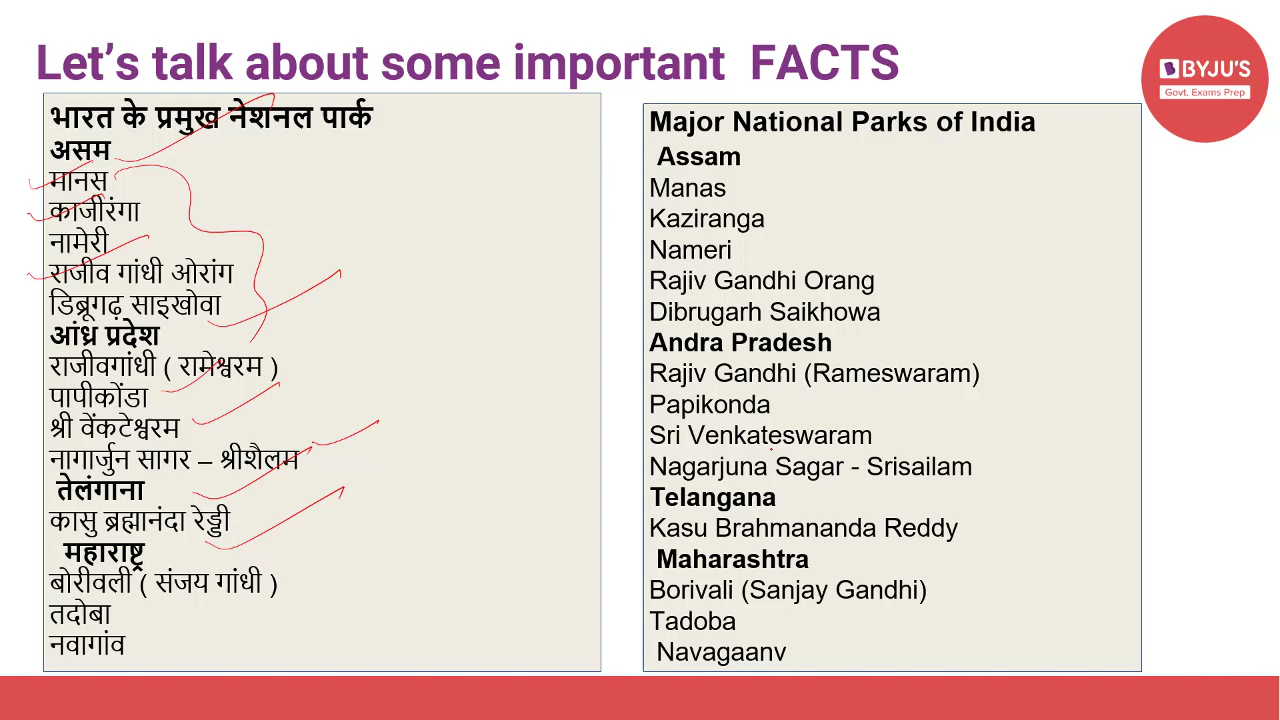 Let's talk about some important FACTS
BYJU'S
Govt. Exams Prep
भारत के प्रमुख नेशनल पार्क
असम
मानस
काजीरंगा
नामेरी
राजीव गांधी ओरांग
डिब्रूगढ़ साइखोवा
आंध्र प्रदेश
राजीवगांधी ( रामेश्वरम )
पापीकोंडा
श्री वेंकटेश्वरम
नागार्जुन सागर – श्रीशैलम
तेलंगाना
कासु ब्रह्मानंदा रेड्डी
महाराष्ट्र
बोरीवली ( संजय गांधी )
तदोबा
नवागांव
Major National Parks of India
Assam
Manas
Kaziranga
Nameri
Rajiv Gandhi Orang
Dibrugarh Saikhowa
Andra Pradesh
Rajiv Gandhi (Rameswaram)
Papikonda
Sri Venkateswaram
Nagarjuna Sagar - Srisailam
Telangana
Kasu Brahmananda Reddy
Maharashtra
Borivali (Sanjay Gandhi)
Tadoba
Navagaanv